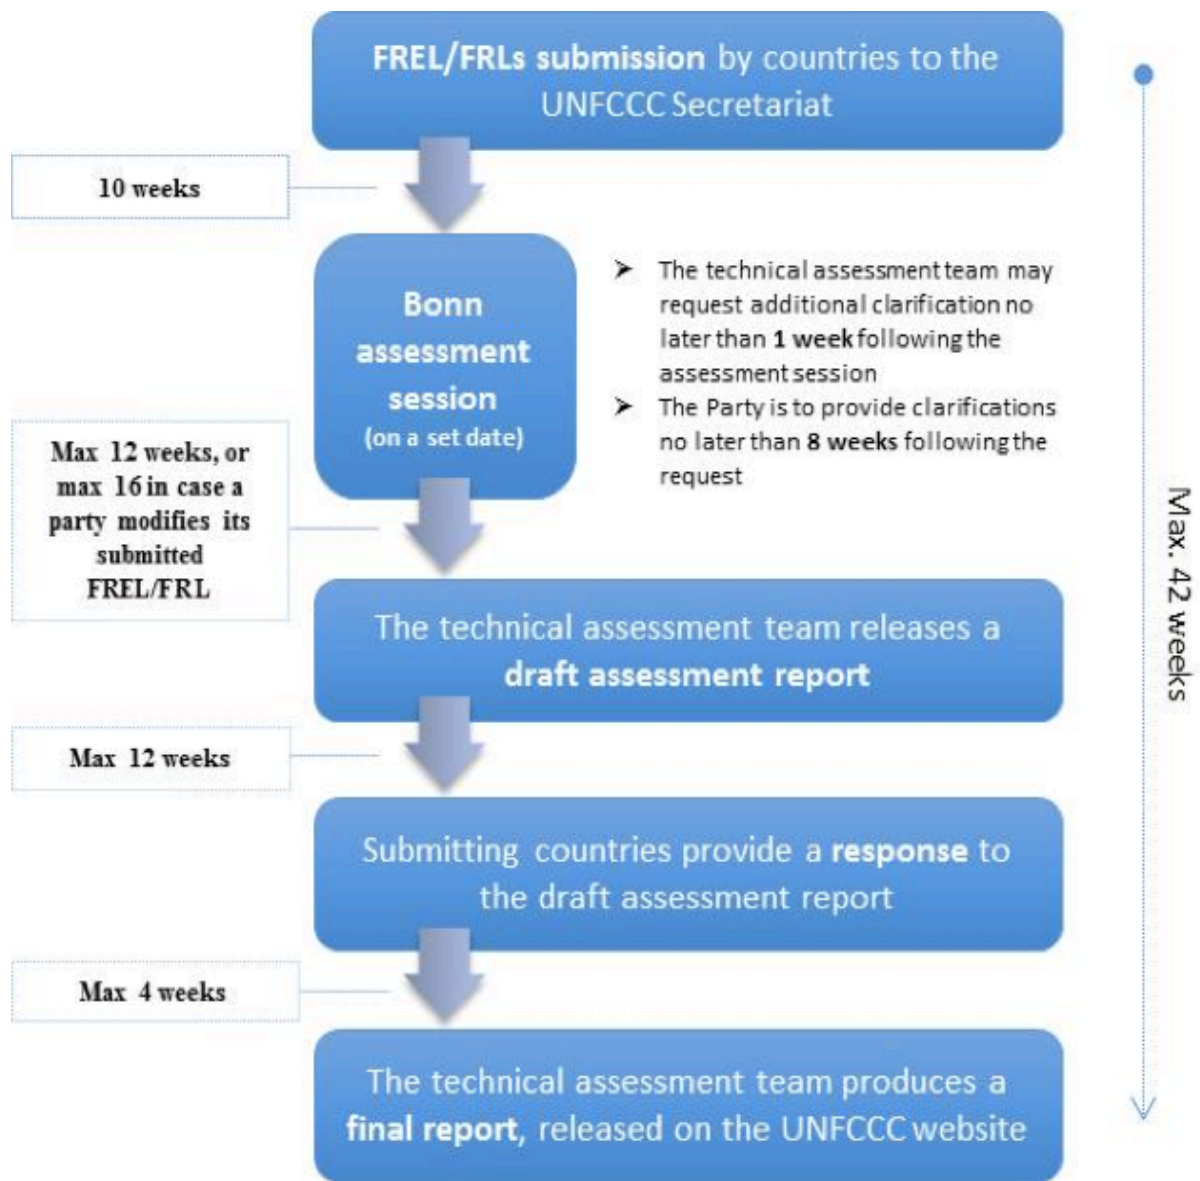 FREL/FRLs submission by countries to the
UNFCCC Secretariat
10 weeks
Bonn
assessment
session
(on a set date)
➢ The technical assessment team may
request additional clarification no
later than 1 week following the
assessment session
➢ The Party is to provide clarifications
no later than 8 weeks following the
request
Max 12 weeks, or
max 16 in case a
party modifies its
submitted
FREL/FRL
The technical assessment team releases a
draft assessment report
Max 12 weeks
Submitting countries provide a response to
the draft assessment report
Max 4 weeks
The technical assessment team produces a
final report, released on the UNFCCC website
Max. 42 weeks